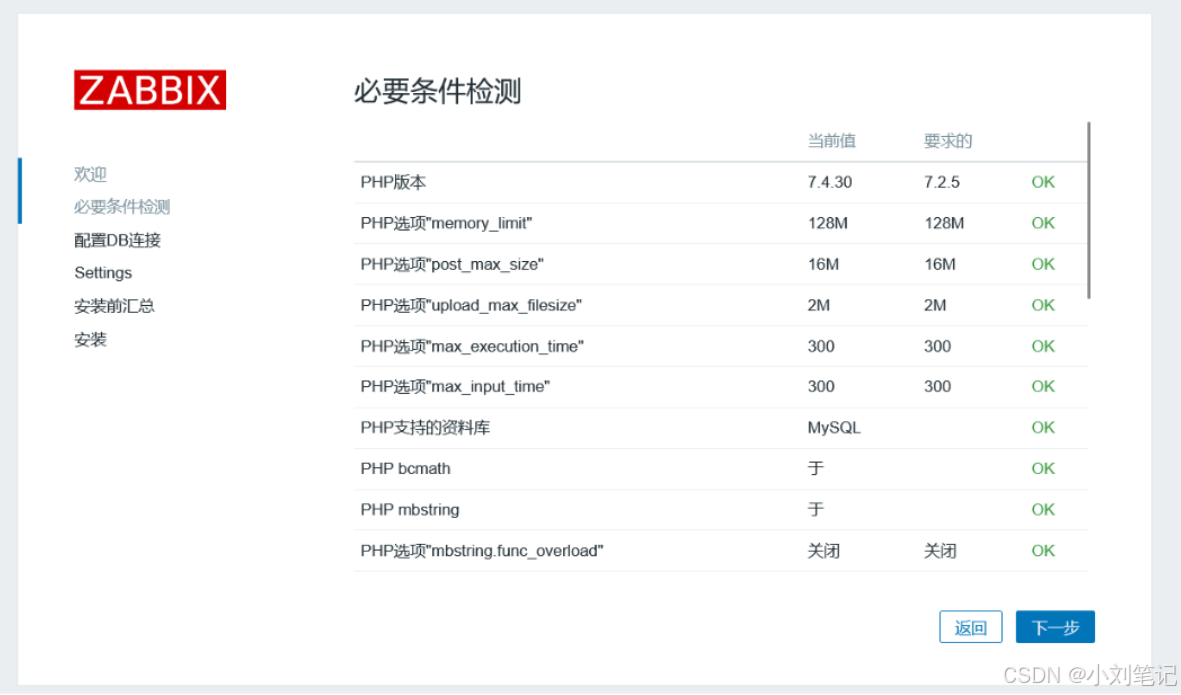 ZABBIX
必要条件检测
欢迎
必要条件检测
配置DB连接
Settings
安装前汇总
安装
当前值 要求的
PHP版本 7.4.30 7.2.5 OK
PHP选项"memory_limit" 128M 128M OK
PHP选项"post_max_size" 16M 16M OK
PHP选项"upload_max_filesize" 2M 2M OK
PHP选项"max_execution_time" 300 300 OK
PHP选项"max_input_time" 300 300 OK
PHP支持的资料库 MySQL OK
PHP bcmath 于 OK
PHP mbstring 于 OK
PHP选项"mbstring.func_overload" 关闭 关闭 OK
返回 下一步
CSDN @小刘笔记